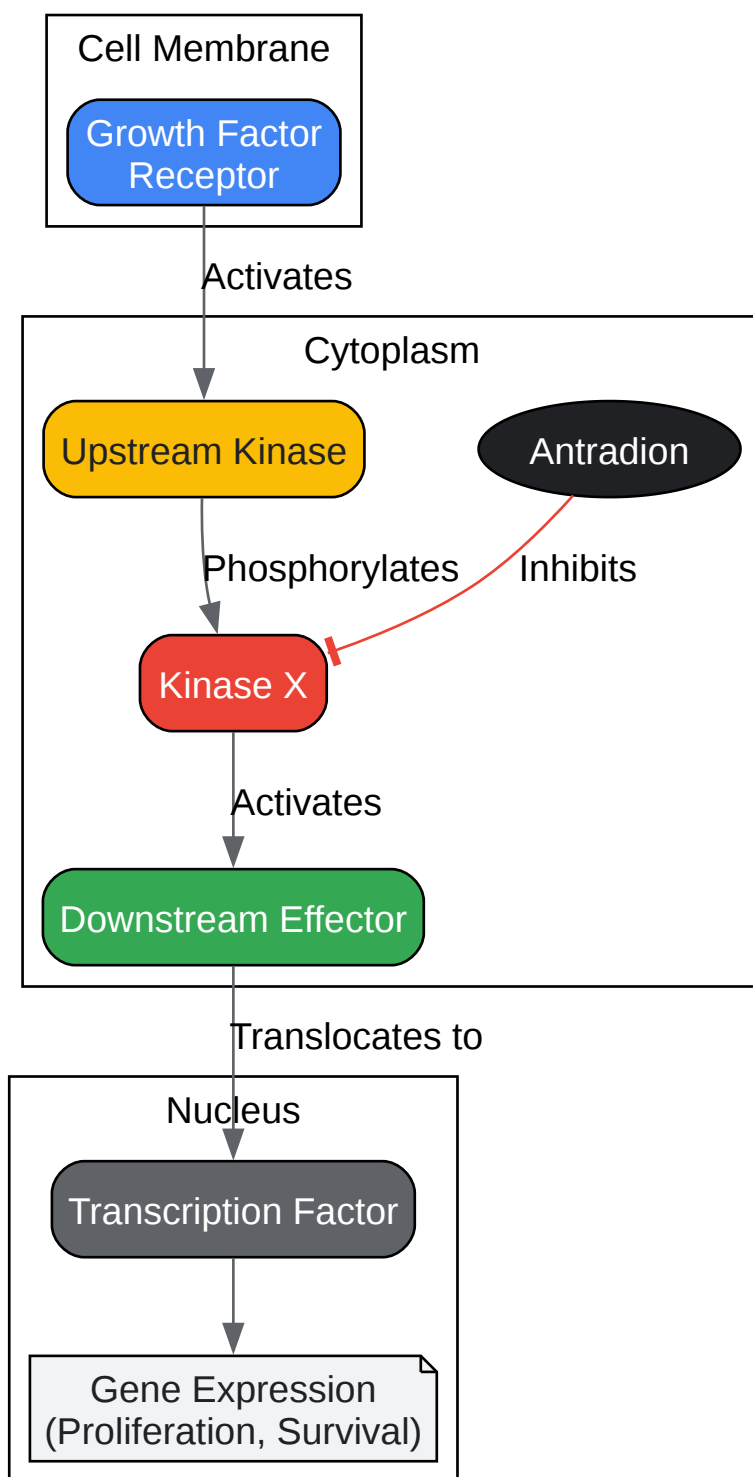 Cell Membrane
Growth Factor
Receptor
Activates
Cytoplasm
Upstream Kinase
Antradion
Phosphorylates
Inhibits
Kinase X
Activates
Downstream Effector
Translocates to
Nucleus
Transcription Factor
Gene Expression
(Proliferation, Survival)